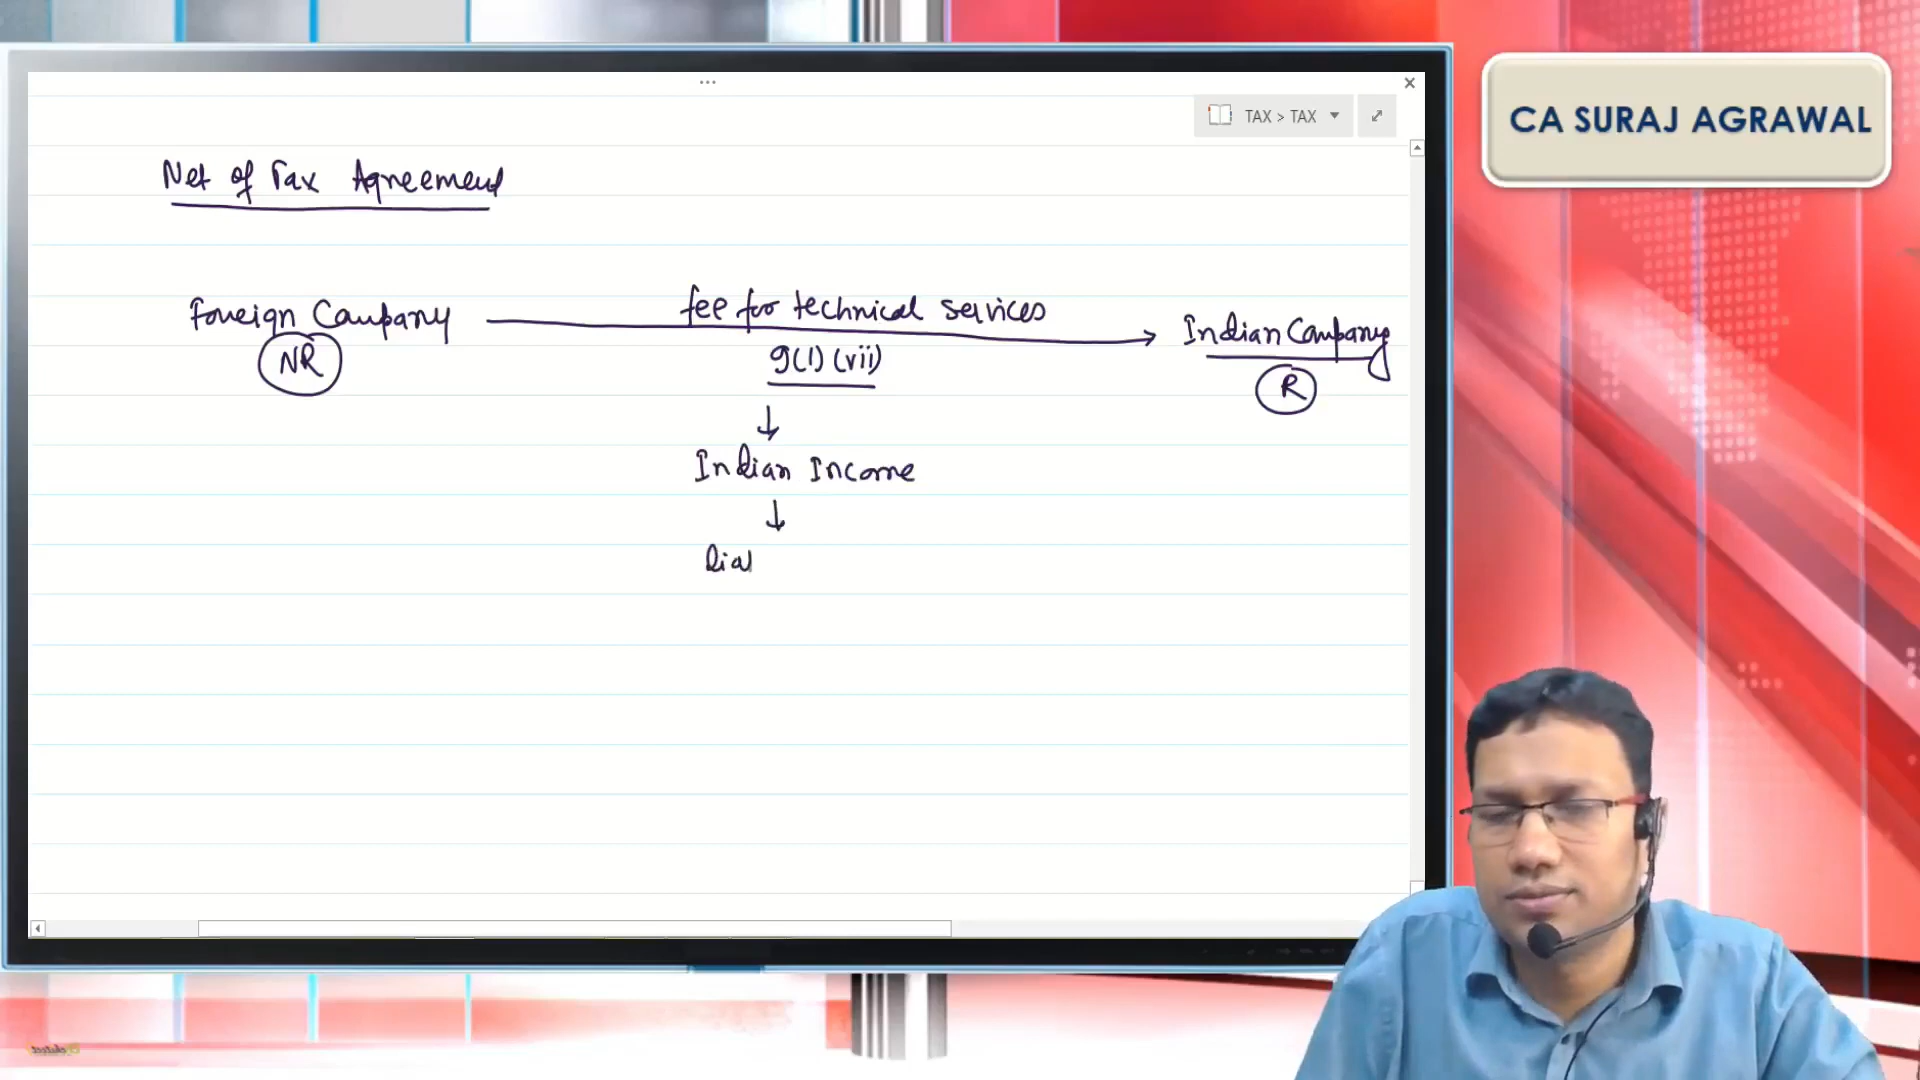 TAX > TAX
CA SURAJ AGRAWAL
Net of Tax Agreement
Foreign Company
fee for technical services
Indian Company
NR
9(1)(vii)
R
Indian Income
lial